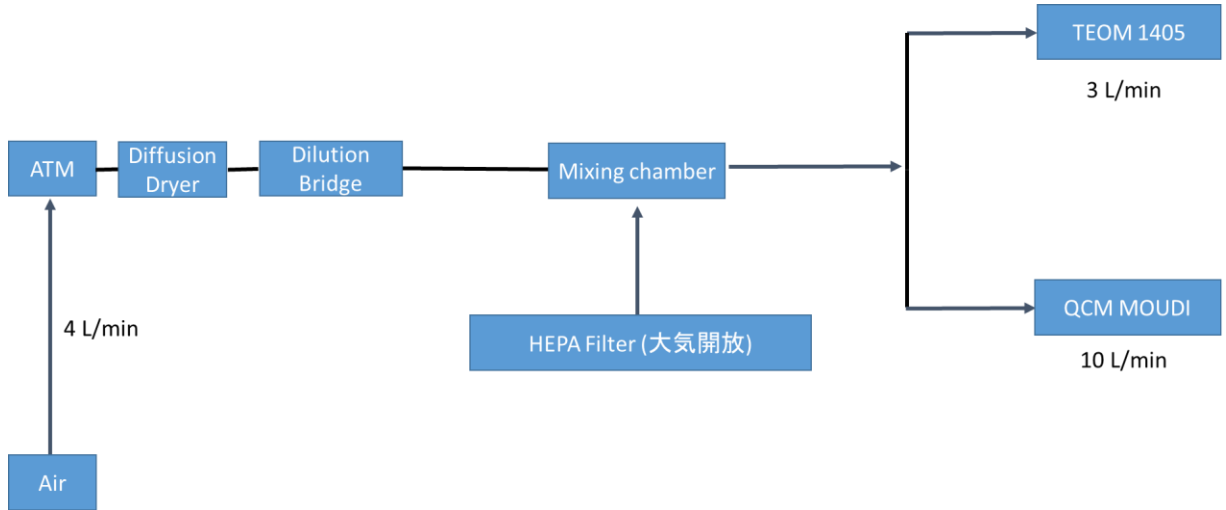 TEOM 1405
3 L/min
ATM
Diffusion
Dryer
Dilution
Bridge
Mixing chamber
4 L/min
HEPA Filter (大気開放)
QCM MOUDI
10 L/min
Air